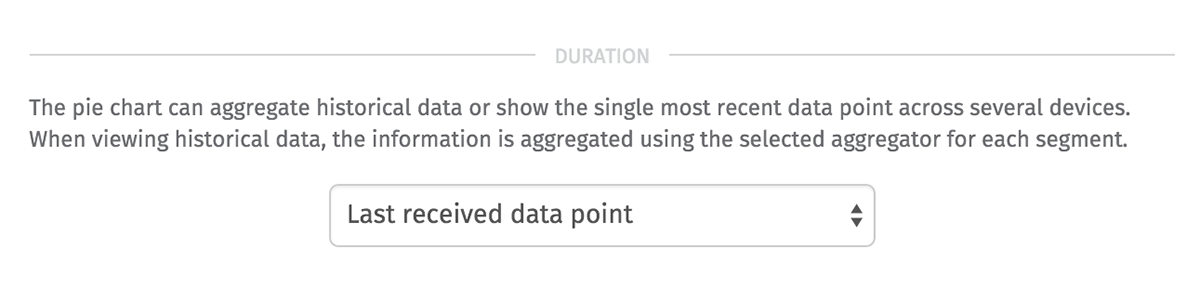 DURATION
The pie chart can aggregate historical data or show the single most recent data point across several devices.
When viewing historical data, the information is aggregated using the selected aggregator for each segment.
Last received data point